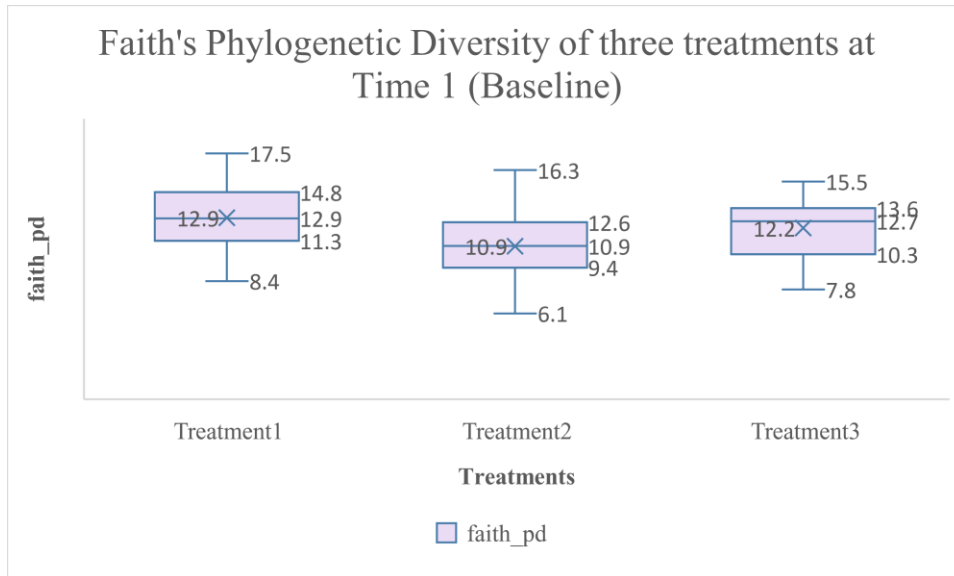 Faith's Phylogenetic Diversity of three treatments at
Time 1 (Baseline)
faith_pd
17.5
14.8
12.9
12.9
11.3
8.4
16.3
12.6
10.9
10.9
9.4
6.1
15.5
13.6
12.7
12.2
10.3
7.8
Treatment1
Treatment2
Treatment3
Treatments
faith_pd